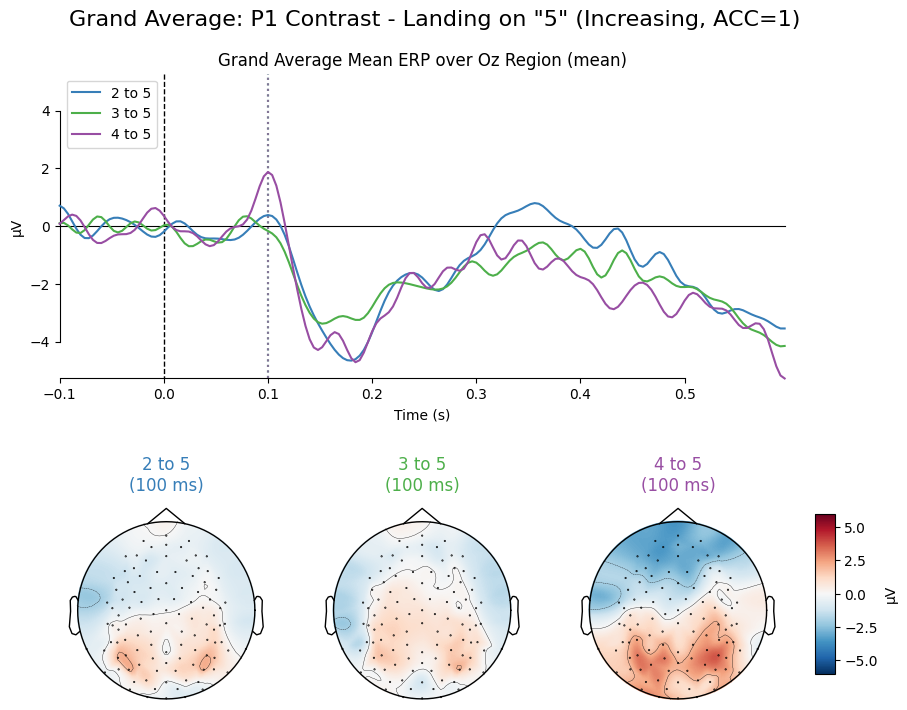 Grand Average: P1 Contrast - Landing on "5" (Increasing, ACC=1)
Grand Average Mean ERP over Oz Region (mean)
2 to 5
3 to 5
4 to 5
4
2
0
−2
−4
µV
−0.1
0.0
0.1
0.2
0.3
0.4
0.5
Time (s)
2 to 5
(100 ms)
3 to 5
(100 ms)
4 to 5
(100 ms)
5.0
2.5
0.0
−2.5
−5.0
µV